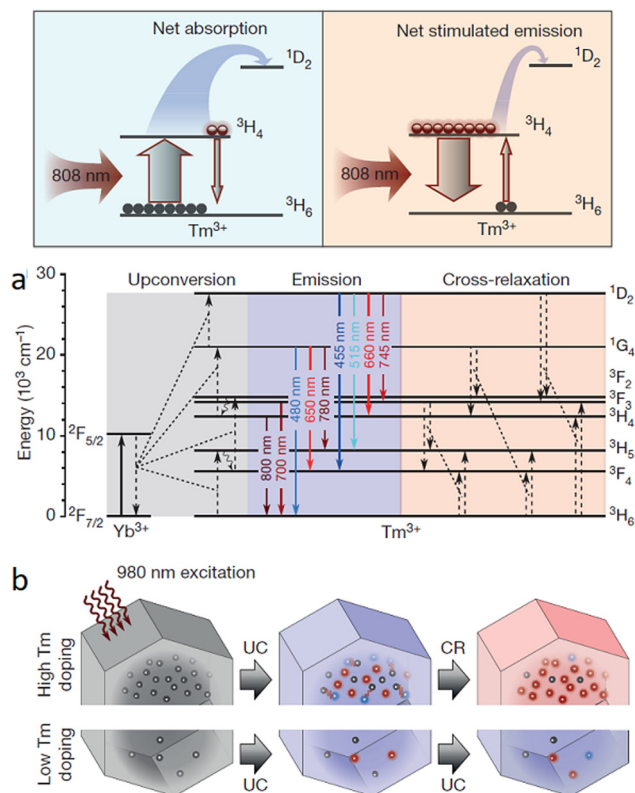 Net absorption
¹D₂
³H₄
808 nm
³H₆
Tm³⁺
Net stimulated emission
¹D₂
³H₄
808 nm
³H₆
Tm³⁺
a
Upconversion
Emission
Cross-relaxation
Energy (10³ cm⁻¹)
30
20
10
0
²F₅/₂
²F₇/₂
Yb³⁺
800 nm
700 nm
480 nm
650 nm
780 nm
455 nm
515 nm
660 nm
745 nm
¹D₂
¹G₄
³F₂
³F₃
³H₄
³H₅
³F₄
³H₆
Tm³⁺
b
980 nm excitation
High Tm
doping
UC
CR
Low Tm
doping
UC
UC